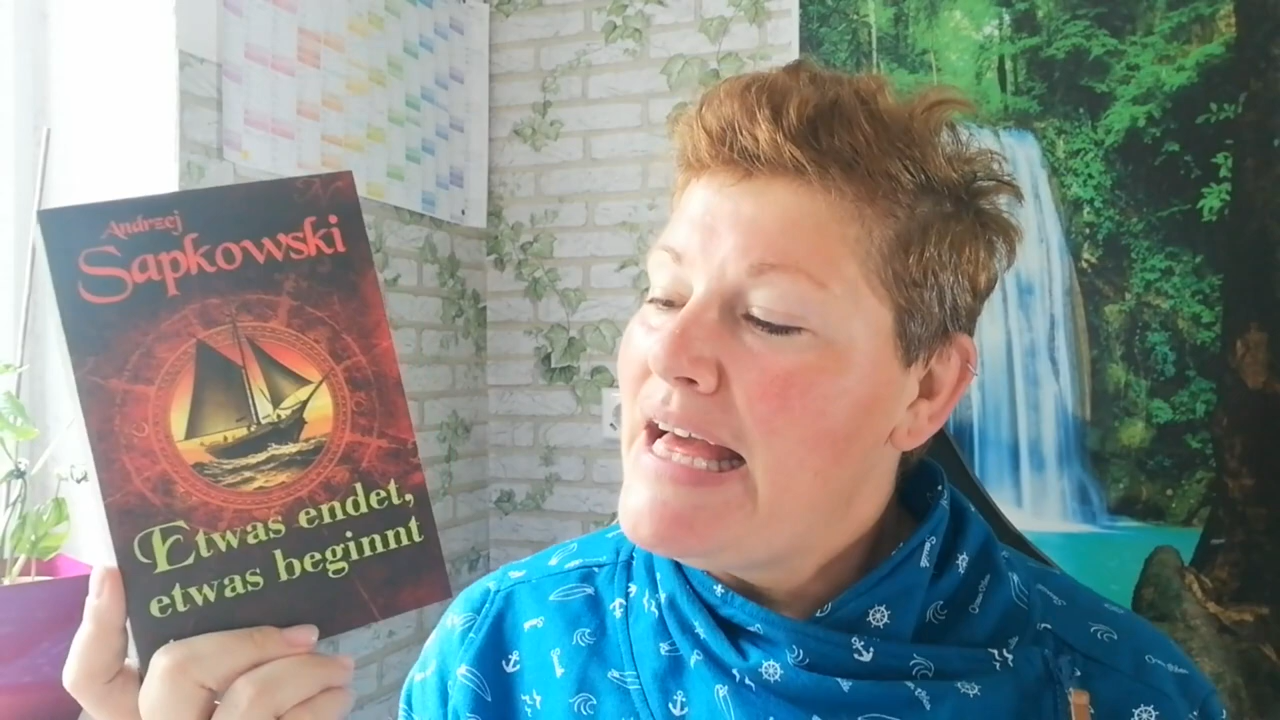 Andrzej
Sapkowski
Etwas endet,
etwas beginnt